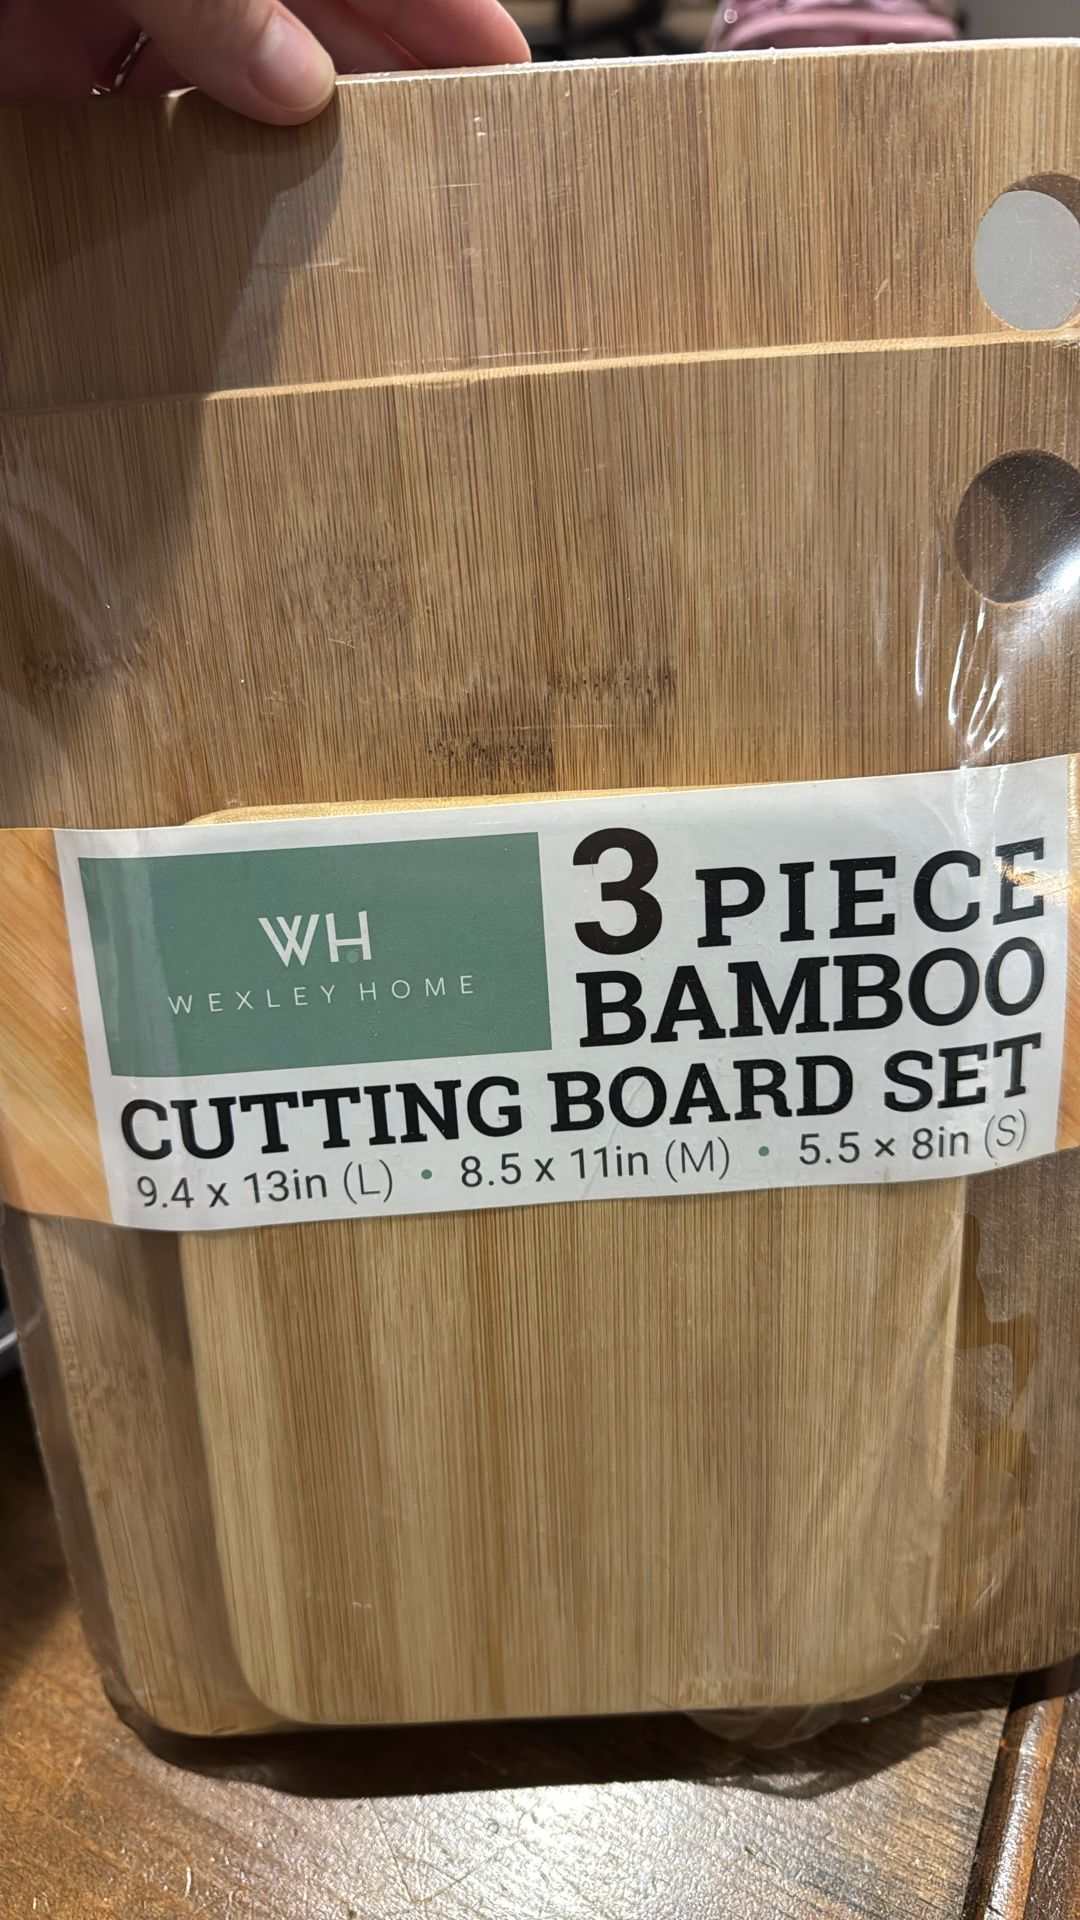 WH
WEXLEY HOME
3 PIECE
BAMBOO
CUTTING BOARD SET
9.4 x 13in (L) • 8.5 x 11in (M) • 5.5 × 8in (S)